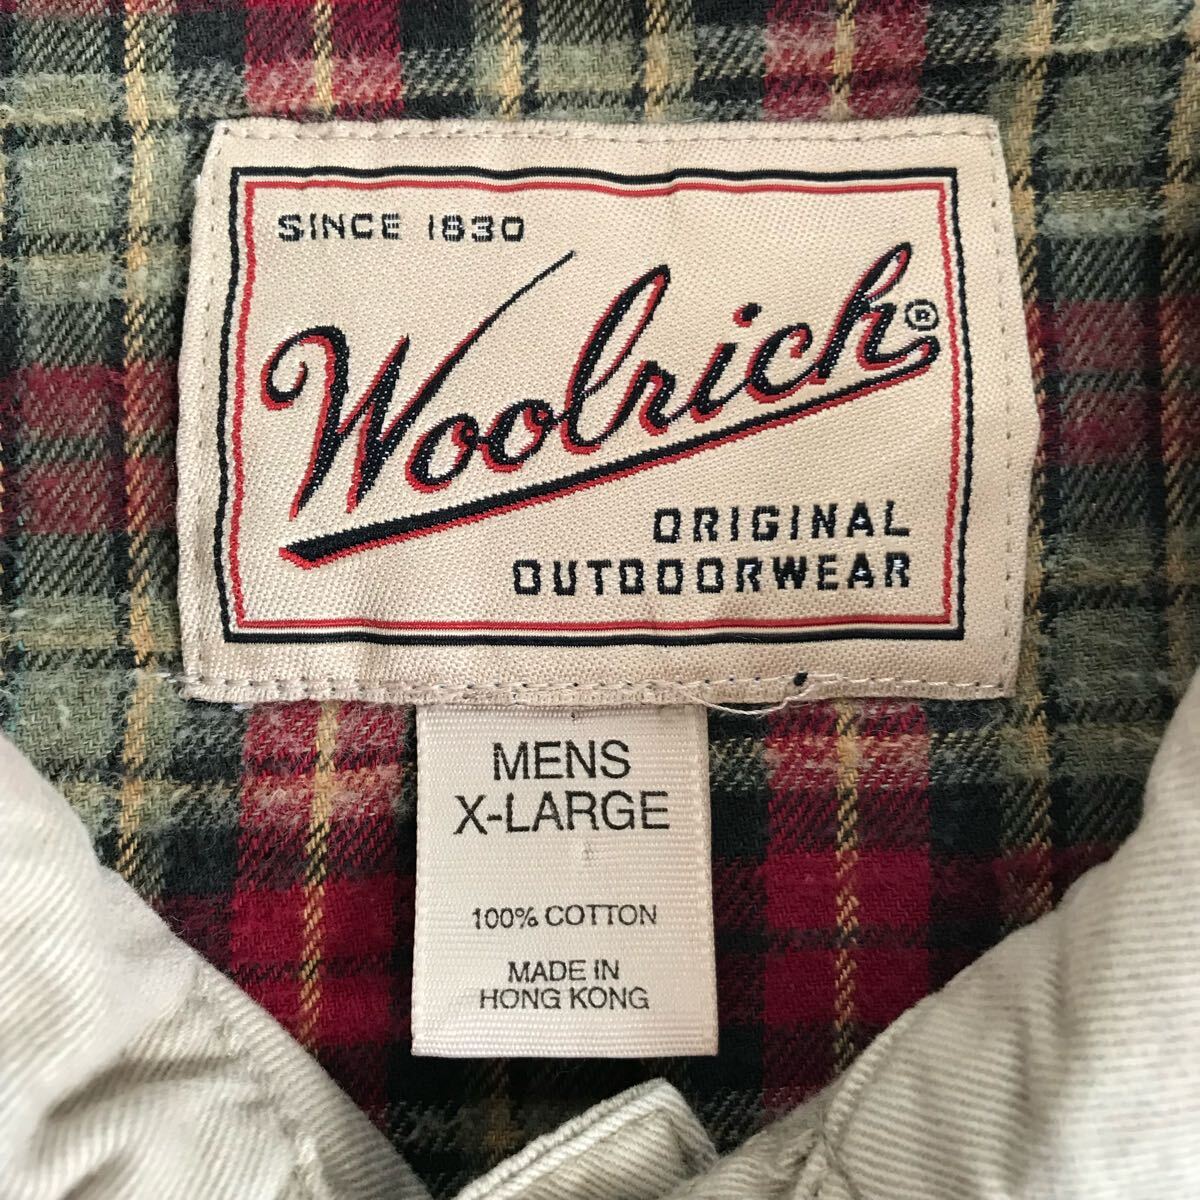 SINCE 1830
Woolrich®
ORIGINAL
OUTDOORWEAR
MENS
X-LARGE
100% COTTON
MADE IN
HONG KONG